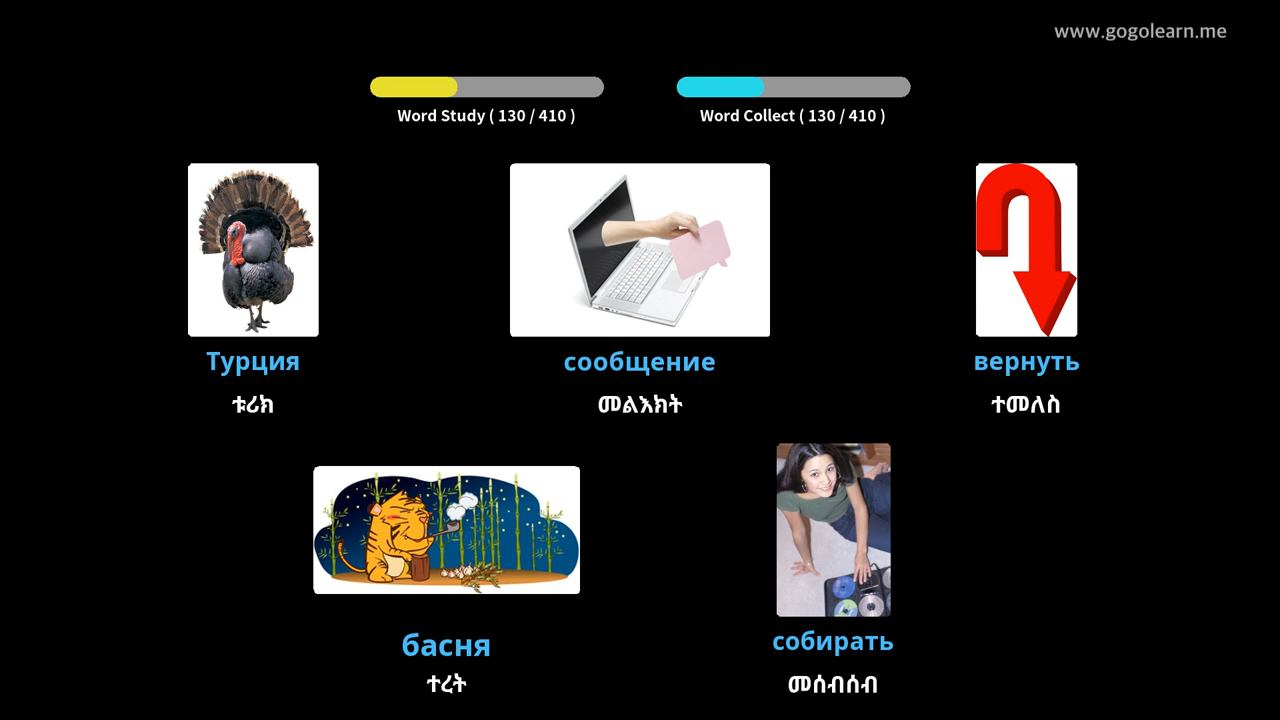 www.gogolearn.me
Word Study ( 130 / 410 )
Word Collect ( 130 / 410 )
Турция
сообщение
вернуть
ቱሪክ
መልእክት
ተመለስ
басня
собирать
ተረት
መሰብሰብ